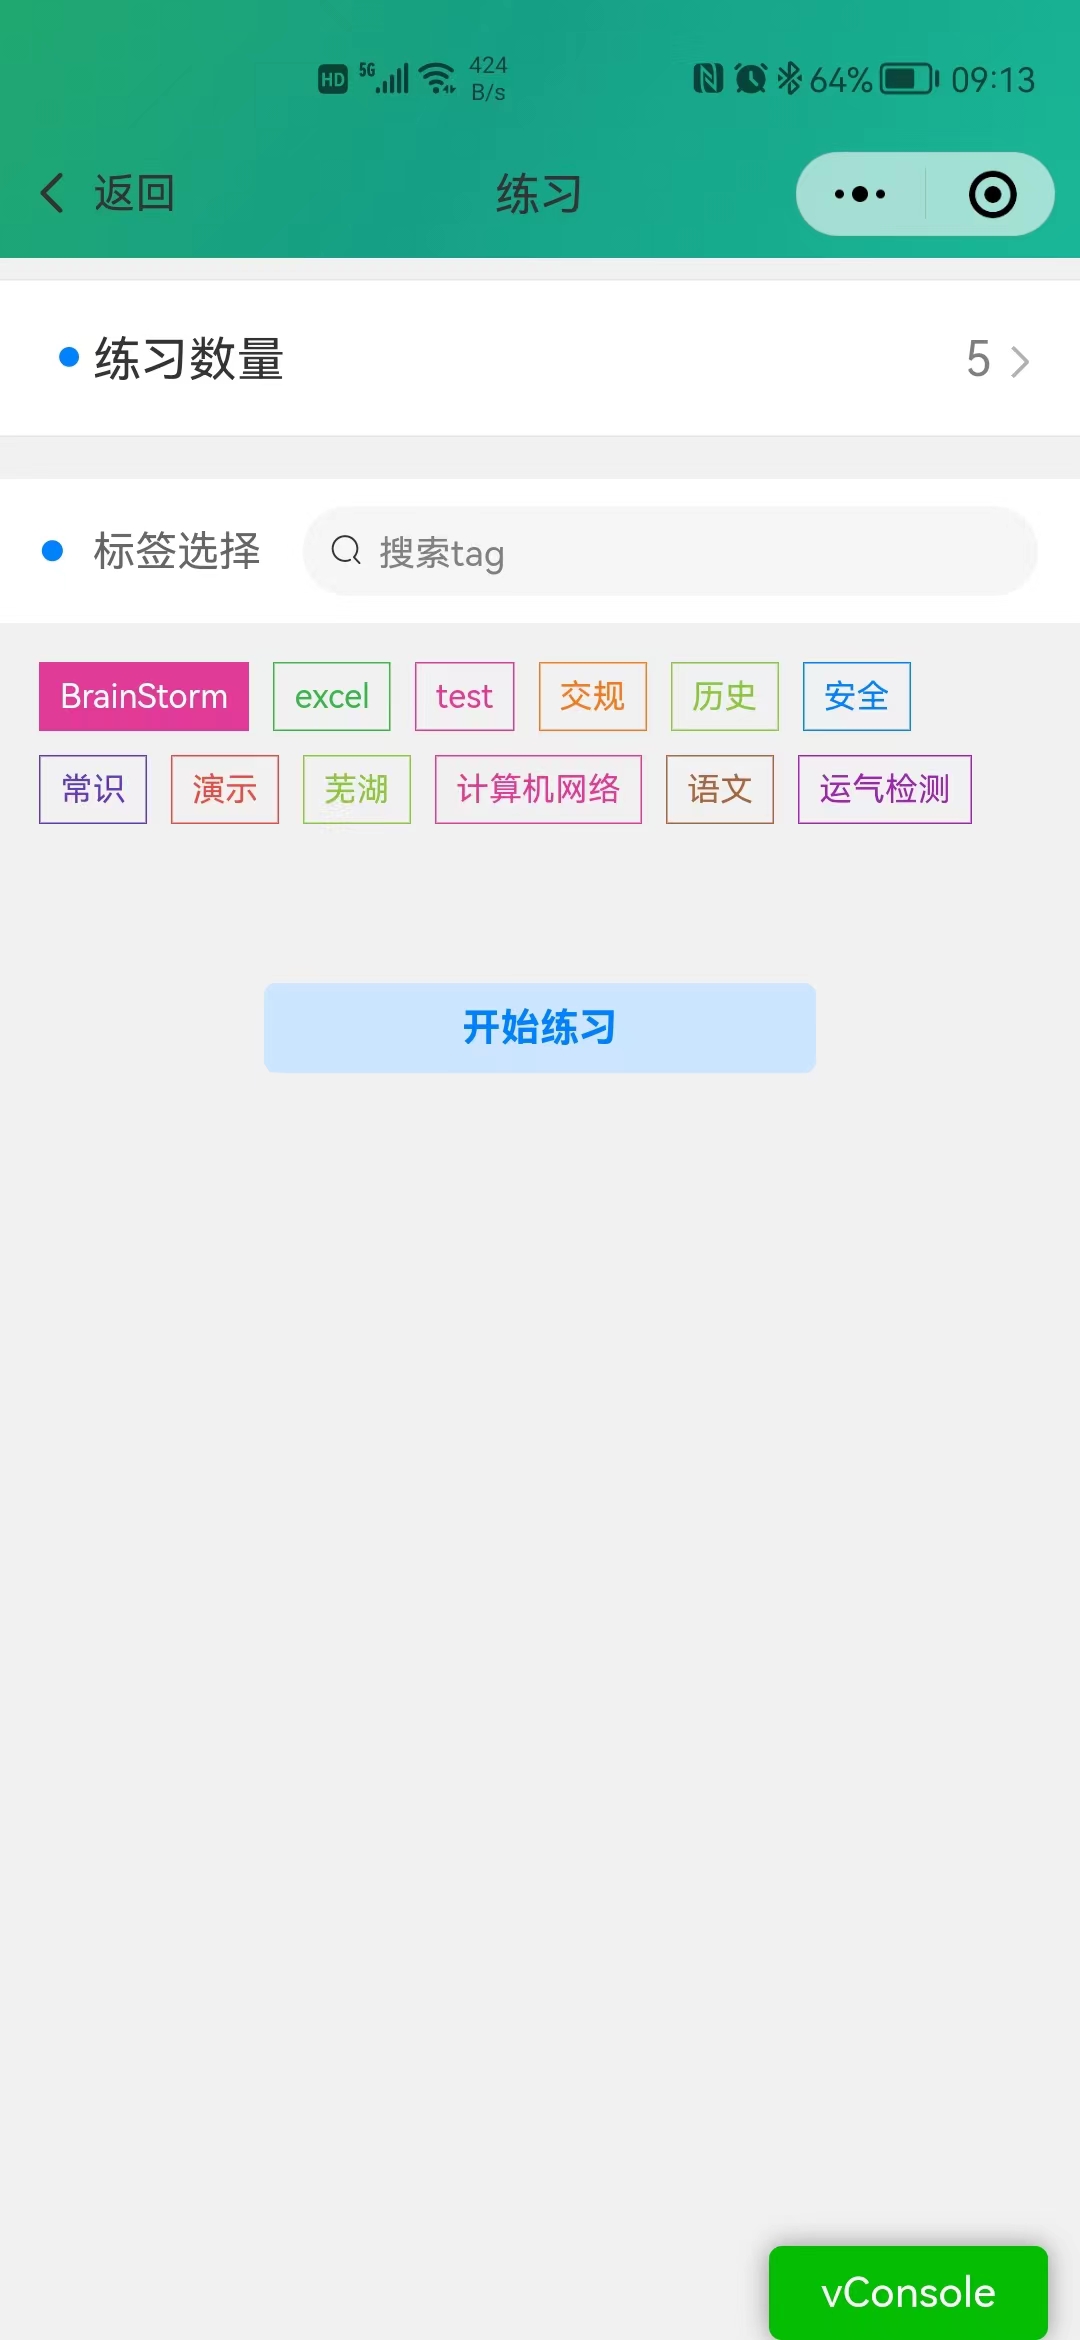 HD 5G 424 B/s 64% 09:13
返回 练习
练习数量 5
标签选择 搜索tag
BrainStorm excel test 交规 历史 安全
常识 演示 芜湖 计算机网络 语文 运气检测
开始练习
vConsole